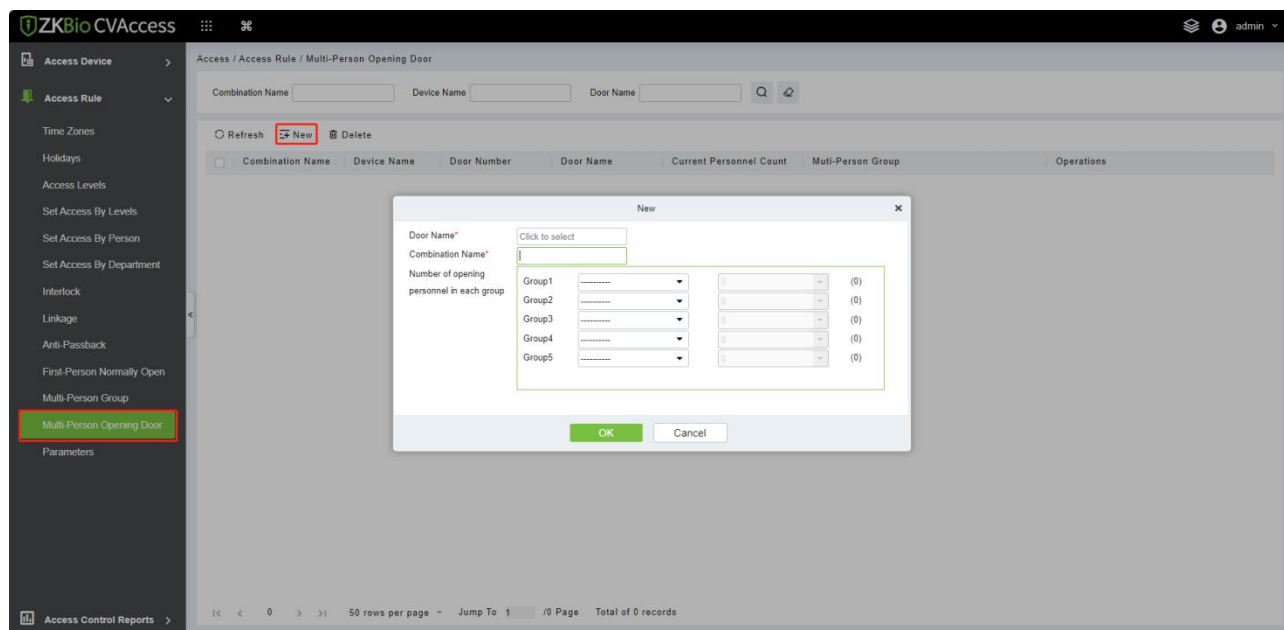 ZKBio CVAccess admin
Access Device
Access / Access Rule / Multi-Person Opening Door
Access Rule
Combination Name Device Name Door Name
Time Zones
Refresh New Delete
Holidays
Combination Name Device Name Door Number Door Name Current Personnel Count Muti-Person Group Operations
Access Levels
Set Access By Levels
Set Access By Person
Set Access By Department
Interlock
Linkage
Anti-Passback
First-Person Normally Open
Multi-Person Group
Multi-Person Opening Door
Parameters
Access Control Reports
New
Door Name* Click to select
Combination Name*
Number of opening
personnel in each group
Group1 ---------- 0 (0)
Group2 ---------- 0 (0)
Group3 ---------- 0 (0)
Group4 ---------- 0 (0)
Group5 ---------- 0 (0)
OK Cancel
0 50 rows per page Jump To 1 /0 Page Total of 0 records